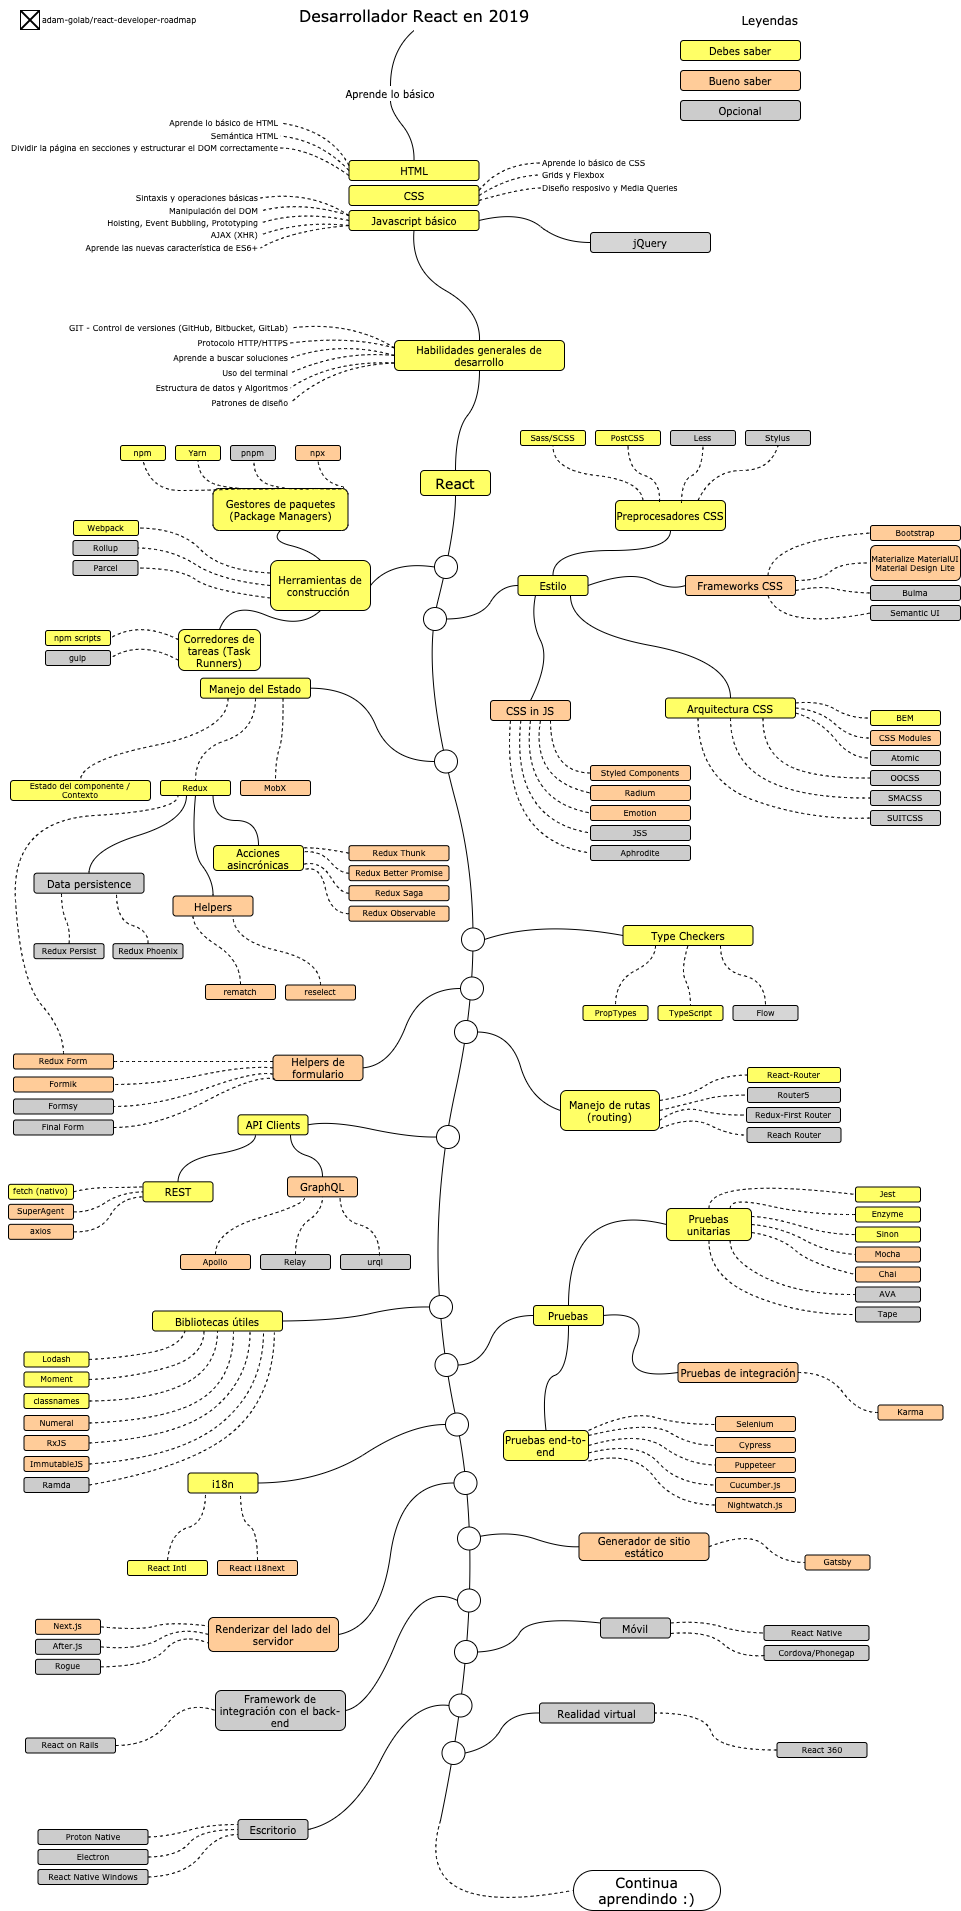 adam-golab/react-developer-roadmap
Desarrollador React en 2019
Leyendas
Debes saber
Bueno saber
Opcional
Aprende lo básico
Aprende lo básico de HTML
Semántica HTML
Dividir la página en secciones y estructurar el DOM correctamente
HTML
CSS
Javascript básico
Aprende lo básico de CSS
Grids y Flexbox
Diseño resposivo y Media Queries
Sintaxis y operaciones básicas
Manipulación del DOM
Hoisting, Event Bubbling, Prototyping
AJAX (XHR)
Aprende las nuevas característica de ES6+
jQuery
GIT - Control de versiones (GitHub, Bitbucket, GitLab)
Protocolo HTTP/HTTPS
Aprende a buscar soluciones
Uso del terminal
Estructura de datos y Algoritmos
Patrones de diseño
Habilidades generales de
desarrollo
React
npm
Yarn
pnpm
npx
Gestores de paquetes
(Package Managers)
Webpack
Rollup
Parcel
Herramientas de
construcción
npm scripts
gulp
Corredores de
tareas (Task
Runners)
Sass/SCSS
PostCSS
Less
Stylus
Preprocesadores CSS
Estilo
Frameworks CSS
Bootstrap
Materialize MaterialUI
Material Design Lite
Bulma
Semantic UI
CSS in JS
Styled Components
Radium
Emotion
JSS
Aphrodite
Arquitectura CSS
BEM
CSS Modules
Atomic
OOCSS
SMACSS
SUITCSS
Manejo del Estado
Estado del componente /
Contexto
Redux
MobX
Acciones
asincrónicas
Redux Thunk
Redux Better Promise
Redux Saga
Redux Observable
Data persistence
Redux Persist
Redux Phoenix
Helpers
rematch
reselect
Type Checkers
PropTypes
TypeScript
Flow
Redux Form
Formik
Formsy
Final Form
Helpers de
formulario
Manejo de rutas
(routing)
React-Router
Router5
Redux-First Router
Reach Router
API Clients
REST
fetch (nativo)
SuperAgent
axios
GraphQL
Apollo
Relay
urql
Pruebas
unitarias
Jest
Enzyme
Sinon
Mocha
Chai
AVA
Tape
Pruebas
Pruebas de integración
Karma
Pruebas end-to-
end
Selenium
Cypress
Puppeteer
Cucumber.js
Nightwatch.js
Bibliotecas útiles
Lodash
Moment
classnames
Numeral
RxJS
ImmutableJS
Ramda
i18n
React Intl
React i18next
Generador de sitio
estático
Gatsby
Renderizar del lado del
servidor
Next.js
After.js
Rogue
Móvil
React Native
Cordova/Phonegap
Framework de
integración con el back-
end
React on Rails
Realidad virtual
React 360
Escritorio
Proton Native
Electron
React Native Windows
Continua
aprendindo :)